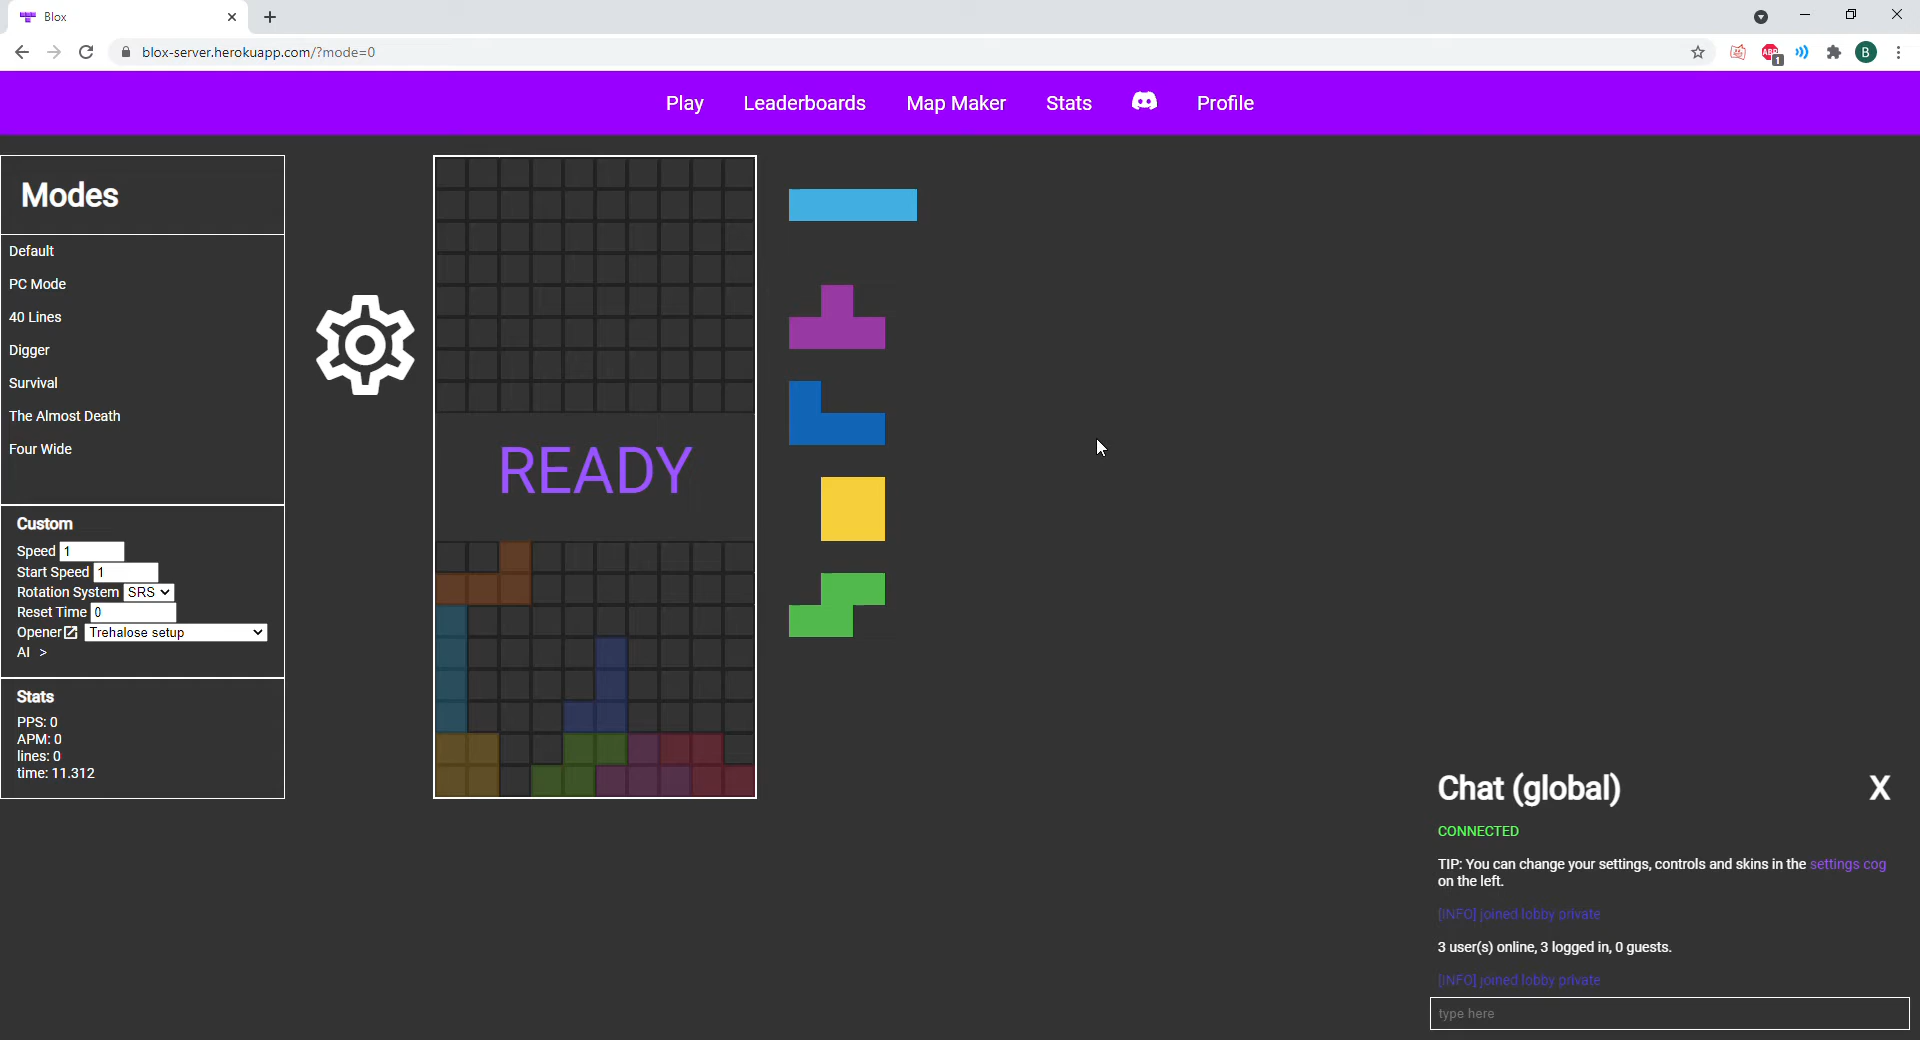 Blox
blox-server.herokuapp.com/?mode=0
ABP
1
B
Play Leaderboards Map Maker Stats Profile
Modes
Default
PC Mode
40 Lines
Digger
Survival
The Almost Death
Four Wide
READY
Custom
Speed 1
Start Speed 1
Rotation System SRS
Reset Time 0
Opener Trehalose setup
AI >
Stats
PPS: 0
APM: 0
lines: 0
time: 11.312
Chat (global) X
CONNECTED
TIP: You can change your settings, controls and skins in the settings cog
on the left.
[INFO] joined lobby private
3 user(s) online, 3 logged in, 0 guests.
[INFO] joined lobby private
type here